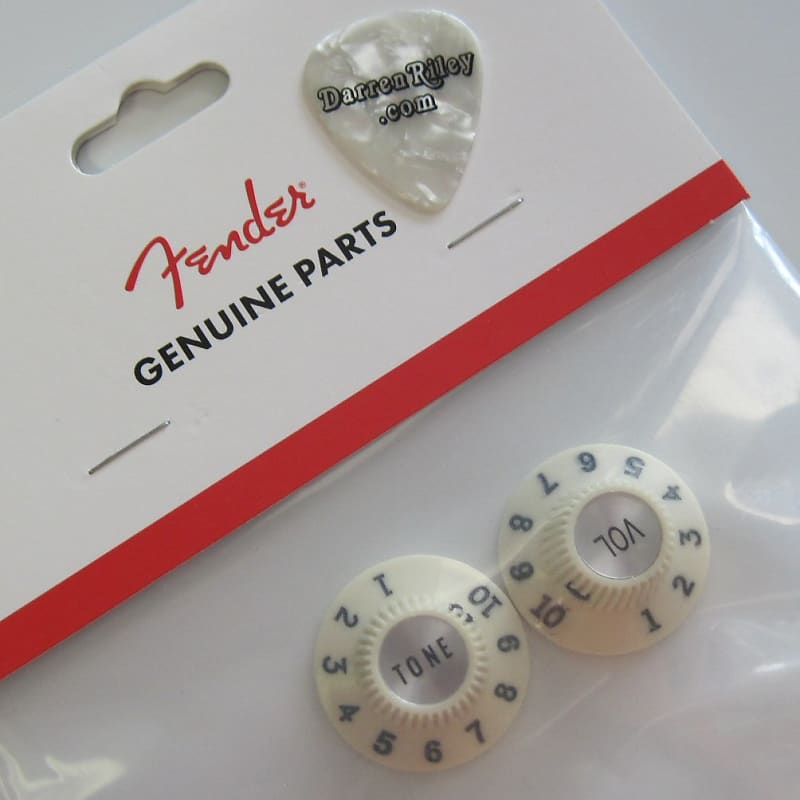 DarrenRiley
.com
Fender®
GENUINE PARTS
VOL
1 2 3 4 5 6 7 8 9 10
TONE
1 2 3 4 5 6 7 8 9 10